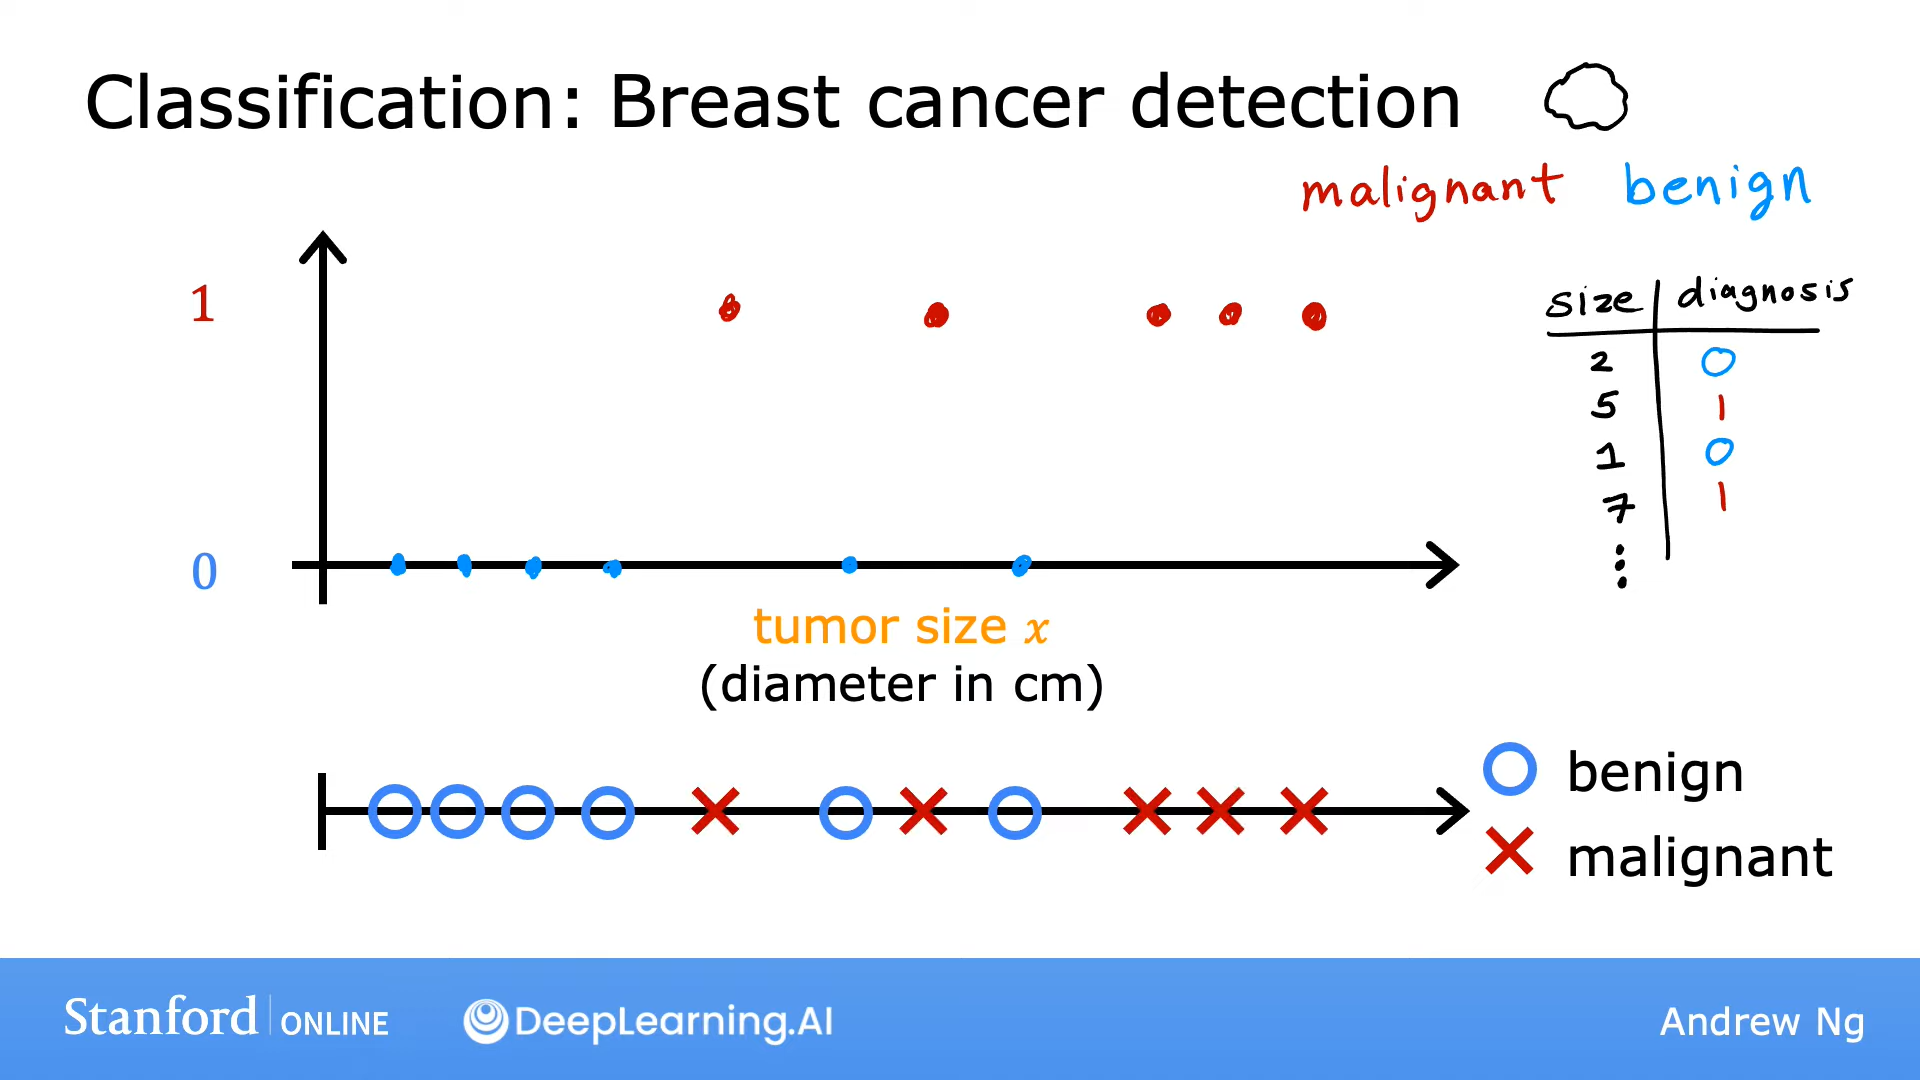 Classification: Breast cancer detection
malignant benign
1
0
tumor size x
(diameter in cm)
size diagnosis
2 0
5 1
1 0
7 1
⋮
benign
malignant
Stanford | ONLINE
DeepLearning.AI
Andrew Ng